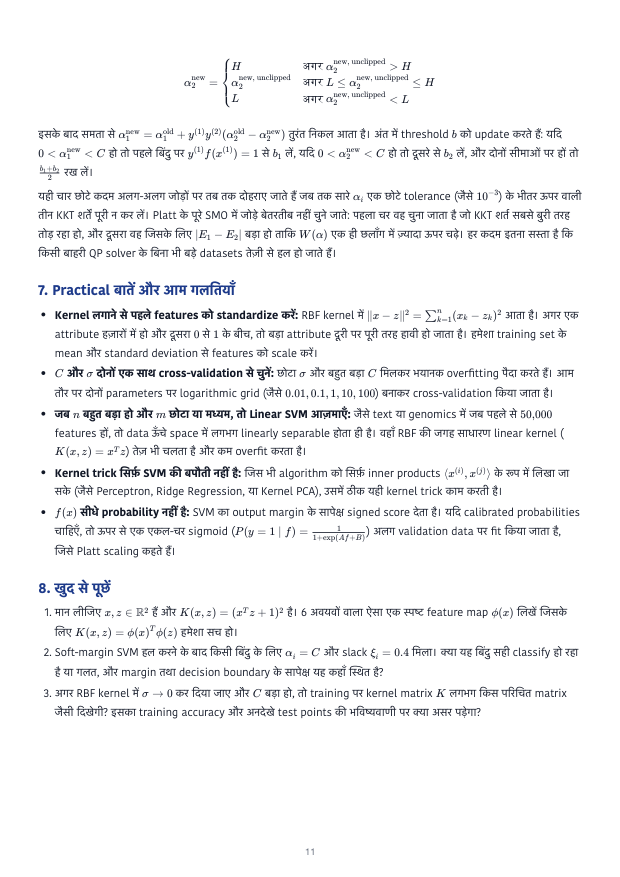 α₂^new = { H अगर α₂^{new, unclipped} > H
α₂^{new, unclipped} अगर L ≤ α₂^{new, unclipped} ≤ H
L अगर α₂^{new, unclipped} < L
इसके बाद समता से α₁^new = α₁^old + y^(1)y^(2)(α₂^old − α₂^new) तुरंत निकल आता है। अंत में threshold b को update करते हैं: यदि
0 < α₁^new < C हो तो पहले बिंदु पर y^(1)f(x^(1)) = 1 से b₁ लें, यदि 0 < α₂^new < C हो तो दूसरे से b₂ लें, और दोनों सीमाओं पर हों तो
(b₁+b₂)/2 रख लें।
यही चार छोटे कदम अलग-अलग जोड़ों पर तब तक दोहराए जाते हैं जब तक सारे αᵢ एक छोटे tolerance (जैसे 10⁻³) के भीतर ऊपर वाली
तीन KKT शर्तें पूरी न कर लें। Platt के पूरे SMO में जोड़े बेतरतीब नहीं चुने जाते: पहला चर वह चुना जाता है जो KKT शर्त सबसे बुरी तरह
तोड़ रहा हो, और दूसरा वह जिसके लिए |E₁ − E₂| बड़ा हो ताकि W(α) एक ही छलाँग में ज़्यादा ऊपर चढ़े। हर कदम इतना सस्ता है कि
किसी बाहरी QP solver के बिना भी बड़े datasets तेज़ी से हल हो जाते हैं।
7. Practical बातें और आम गलतियाँ
• Kernel लगाने से पहले features को standardize करें: RBF kernel में ‖x − z‖² = ∑_{k=1}^{n}(x_k − z_k)² आता है। अगर एक
attribute हज़ारों में हो और दूसरा 0 से 1 के बीच, तो बड़ा attribute दूरी पर पूरी तरह हावी हो जाता है। हमेशा training set के
mean और standard deviation से features को scale करें।
• C और σ दोनों एक साथ cross-validation से चुनें: छोटा σ और बहुत बड़ा C मिलकर भयानक overfitting पैदा करते हैं। आम
तौर पर दोनों parameters पर logarithmic grid (जैसे 0.01, 0.1, 1, 10, 100) बनाकर cross-validation किया जाता है।
• जब n बहुत बड़ा हो और m छोटा या मध्यम, तो Linear SVM आज़माएँ: जैसे text या genomics में जब पहले से 50,000
features हों, तो data ऊँचे space में लगभग linearly separable होता ही है। वहाँ RBF की जगह साधारण linear kernel (
K(x, z) = xᵀz) तेज़ भी चलता है और कम overfit करता है।
• Kernel trick सिर्फ़ SVM की बपौती नहीं है: जिस भी algorithm को सिर्फ़ inner products ⟨x^(i), x^(j)⟩ के रूप में लिखा जा
सके (जैसे Perceptron, Ridge Regression, या Kernel PCA), उसमें ठीक यही kernel trick काम करती है।
• f(x) सीधे probability नहीं है: SVM का output margin के सापेक्ष signed score देता है। यदि calibrated probabilities
चाहिएँ, तो ऊपर से एक एकल-चर sigmoid (P(y = 1 | f) = 1/(1+exp(Af+B))) अलग validation data पर fit किया जाता है,
जिसे Platt scaling कहते हैं।
8. खुद से पूछें
1. मान लीजिए x, z ∈ ℝ² हैं और K(x, z) = (xᵀz + 1)² है। 6 अवयवों वाला ऐसा एक स्पष्ट feature map ϕ(x) लिखें जिसके
लिए K(x, z) = ϕ(x)ᵀϕ(z) हमेशा सच हो।
2. Soft-margin SVM हल करने के बाद किसी बिंदु के लिए αᵢ = C और slack ξᵢ = 0.4 मिला। क्या यह बिंदु सही classify हो रहा
है या गलत, और margin तथा decision boundary के सापेक्ष यह कहाँ स्थित है?
3. अगर RBF kernel में σ → 0 कर दिया जाए और C बड़ा हो, तो training पर kernel matrix K लगभग किस परिचित matrix
जैसी दिखेगी? इसका training accuracy और अनदेखे test points की भविष्यवाणी पर क्या असर पड़ेगा?
11